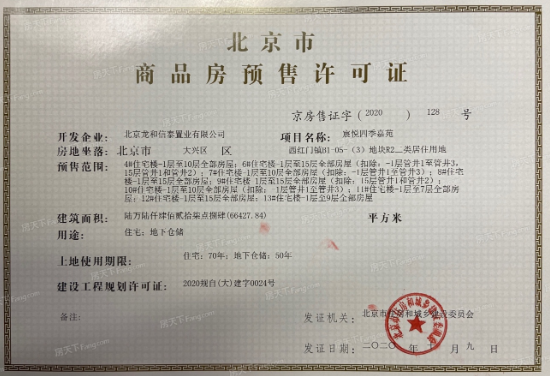 北京市
商品房预售许可证
京房售证字(2020)128号
开发企业：北京龙和信泰置业有限公司 项目名称：宸悦四季嘉苑
房地坐落：北京市 大兴区 区 西红门镇B1-05-(3)地块R2二类居住用地
预售范围：4#住宅楼-1层至10层全部房屋；6#住宅楼-1层至15层全部房屋（扣除：-1层管井1至管井3，
15层管井1和管井2）；7#住宅楼-1层至10层全部房屋（扣除：-1层管井1至管井3）；8#住
宅楼-1层至15层全部房屋；9#住宅楼-1层至15层全部房屋（扣除：15层管井1和管井2）；
10#住宅楼-1层至10层全部房屋（扣除：-1层管井1至管井3）；11#住宅楼-1层至7层全部房
屋；12#住宅楼-1层至15层全部房屋；13#住宅楼-1层至9层全部房屋
建筑面积：陆万陆仟肆佰贰拾柒点捌肆(66427.84) 平方米
用途：住宅；地下仓储
土地使用期限：住宅：70年；地下仓储：50年
建设工程规划许可证：2020规自(大)建字0024号
备注：
发证机关：北京市住房和城乡建设委员会
发证日期：二〇二〇年 月九日